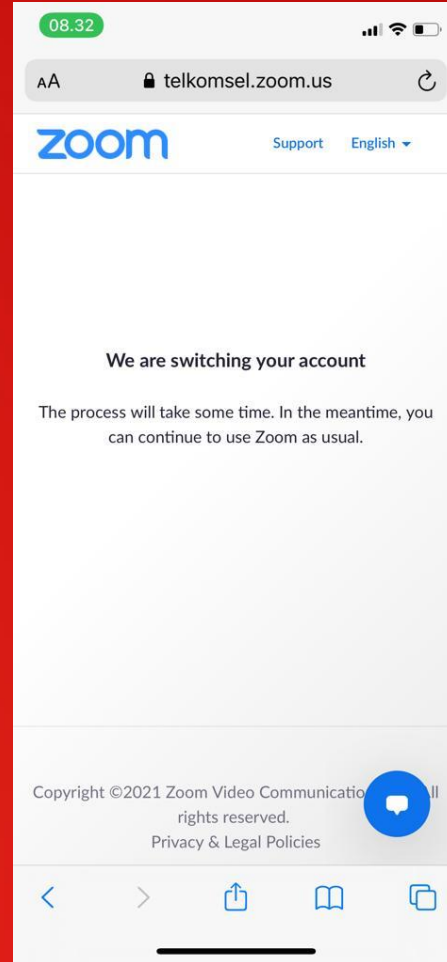 08.32
AA telkomsel.zoom.us
zoom Support English
We are switching your account
The process will take some time. In the meantime, you
can continue to use Zoom as usual.
Copyright ©2021 Zoom Video Communicatio ll
rights reserved.
Privacy & Legal Policies